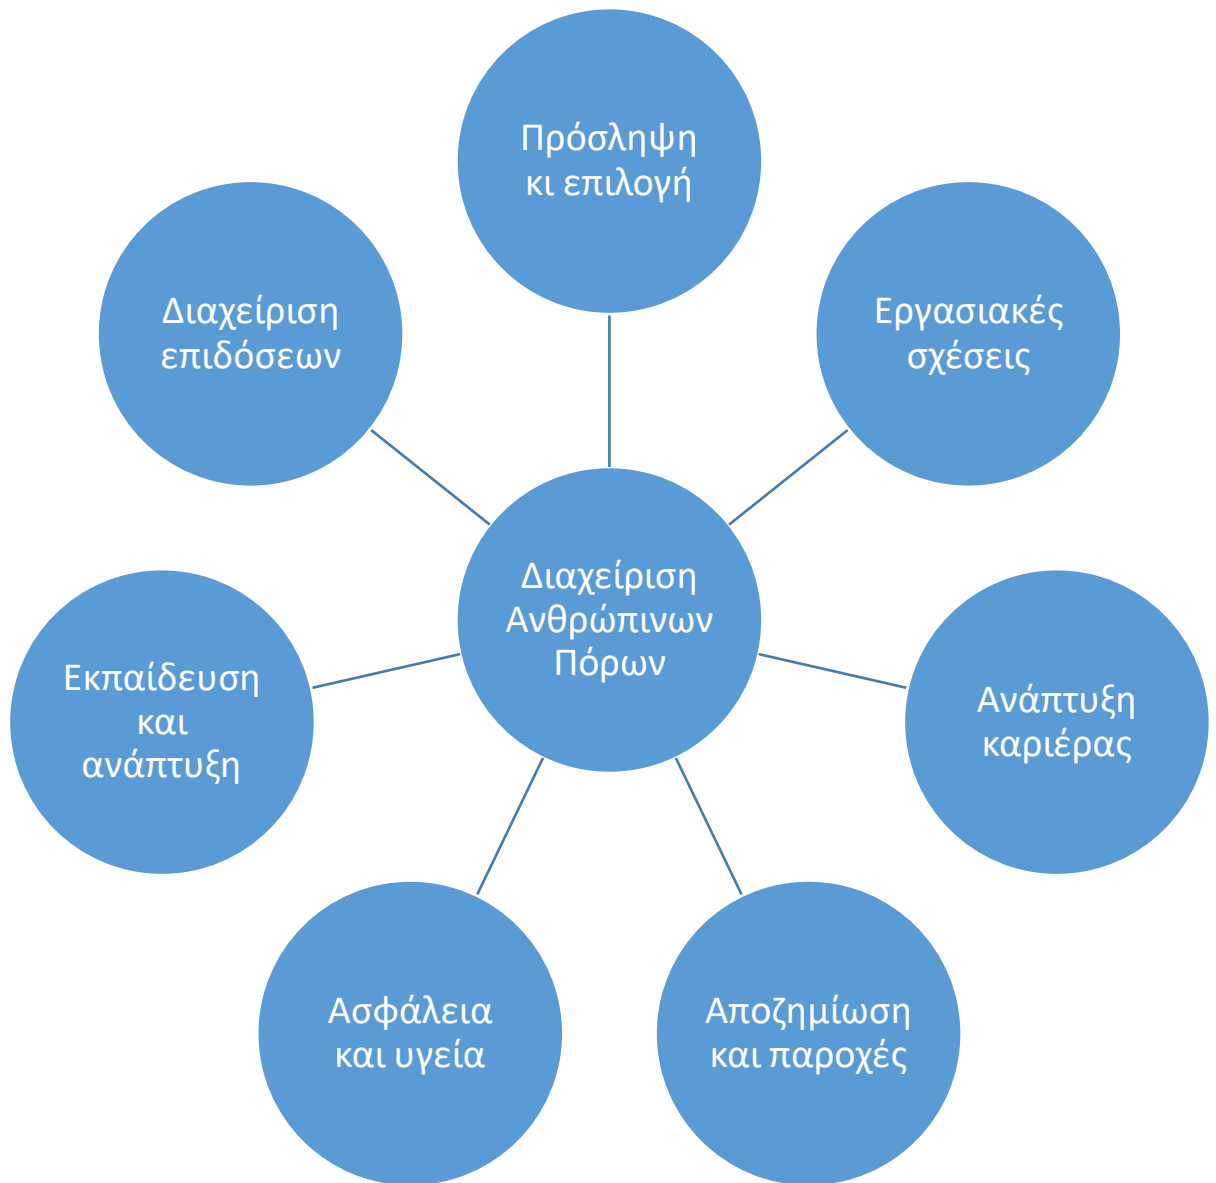 Πρόσληψη
κι επιλογή
Διαχείριση
επιδόσεων
Εργασιακές
σχέσεις
Διαχείριση
Ανθρώπινων
Πόρων
Εκπαίδευση
και
ανάπτυξη
Ανάπτυξη
καριέρας
Ασφάλεια
και υγεία
Αποζημίωση
και παροχές